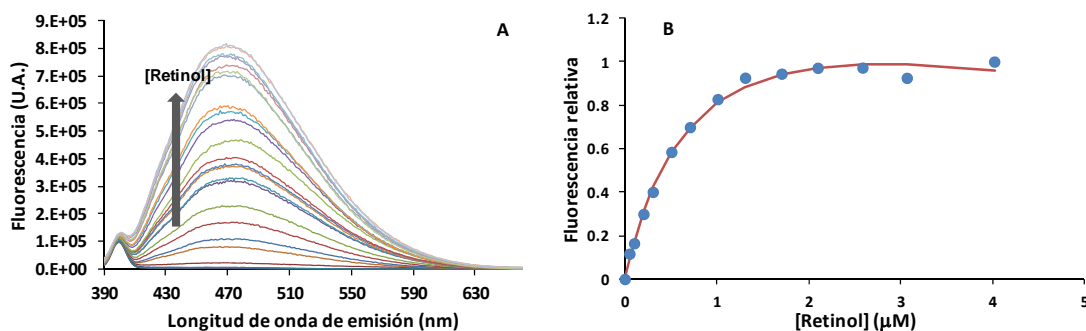 A
[Retinol]
Fluorescencia (U.A.)
9.E+05
8.E+05
7.E+05
6.E+05
5.E+05
4.E+05
3.E+05
2.E+05
1.E+05
0.E+00
390 430 470 510 550 590 630
Longitud de onda de emisión (nm)
B
Fluorescencia relativa
1.2
1
0.8
0.6
0.4
0.2
0
0 1 2 3 4 5
[Retinol] (μM)